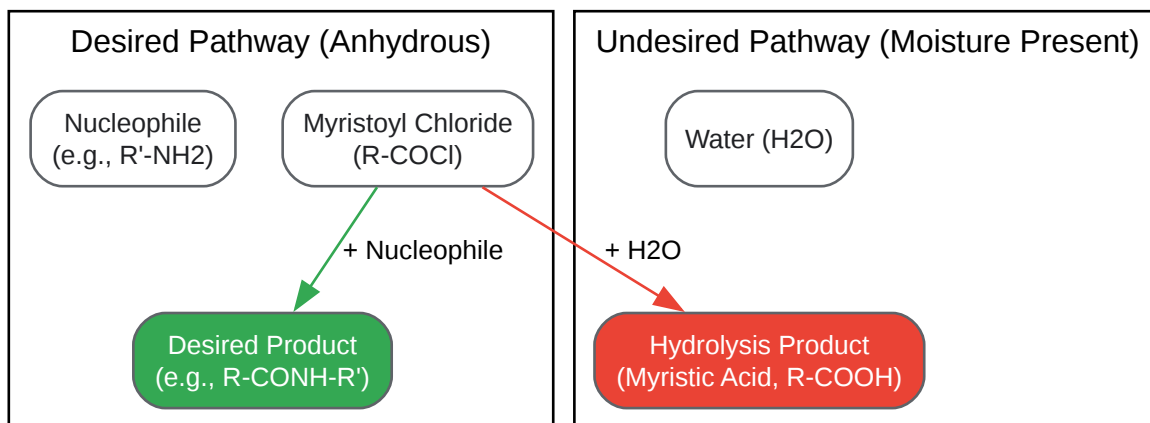 Desired Pathway (Anhydrous)
Nucleophile
(e.g., R'-NH2)
Myristoyl Chloride
(R-COCl)
+ Nucleophile
Desired Product
(e.g., R-CONH-R')
Undesired Pathway (Moisture Present)
Water (H2O)
+ H2O
Hydrolysis Product
(Myristic Acid, R-COOH)